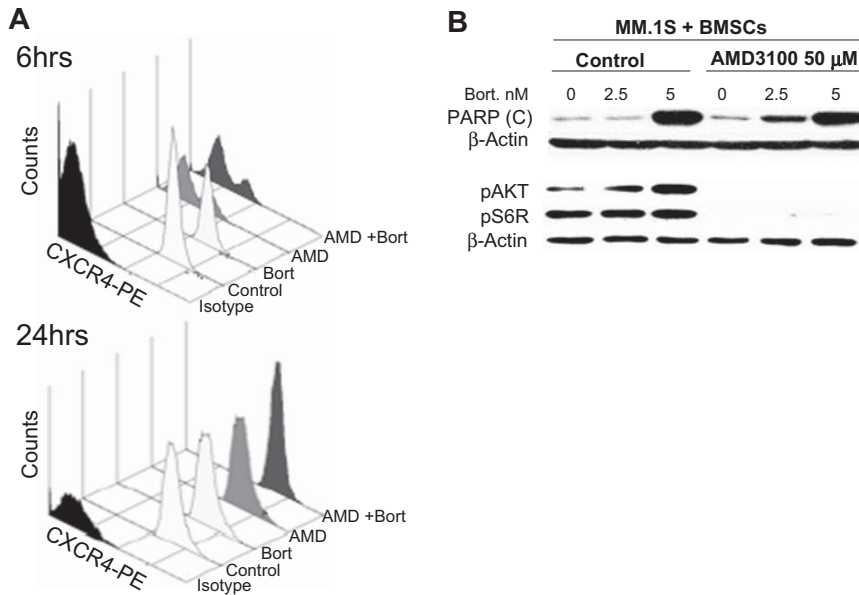 A
6hrs
Counts
CXCR4-PE
Isotype
Control
Bort
AMD
AMD +Bort
24hrs
Counts
CXCR4-PE
Isotype
Control
Bort
AMD
AMD +Bort
B
MM.1S + BMSCs
Control AMD3100 50 µM
Bort. nM 0 2.5 5 0 2.5 5
PARP (C)
β-Actin
pAKT
pS6R
β-Actin